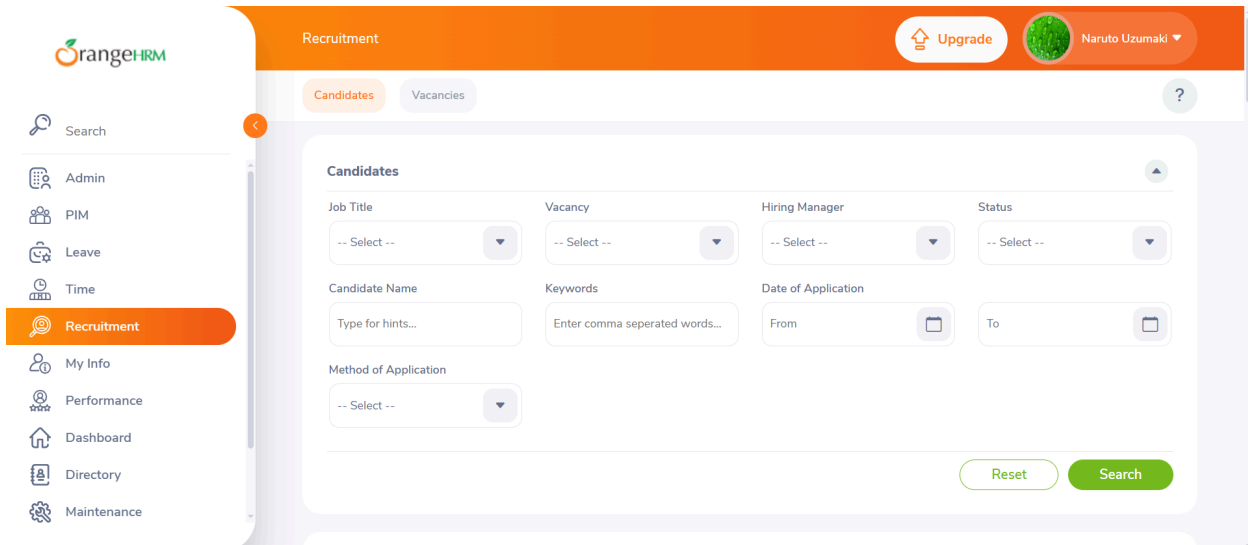 OrangeHRM
Recruitment
Upgrade
Naruto Uzumaki
Candidates
Vacancies
?
Search
Admin
PIM
Leave
Time
Recruitment
My Info
Performance
Dashboard
Directory
Maintenance
Candidates
Job Title
Vacancy
Hiring Manager
Status
-- Select --
-- Select --
-- Select --
-- Select --
Candidate Name
Keywords
Date of Application
Type for hints...
Enter comma seperated words...
From
To
Method of Application
-- Select --
Reset
Search